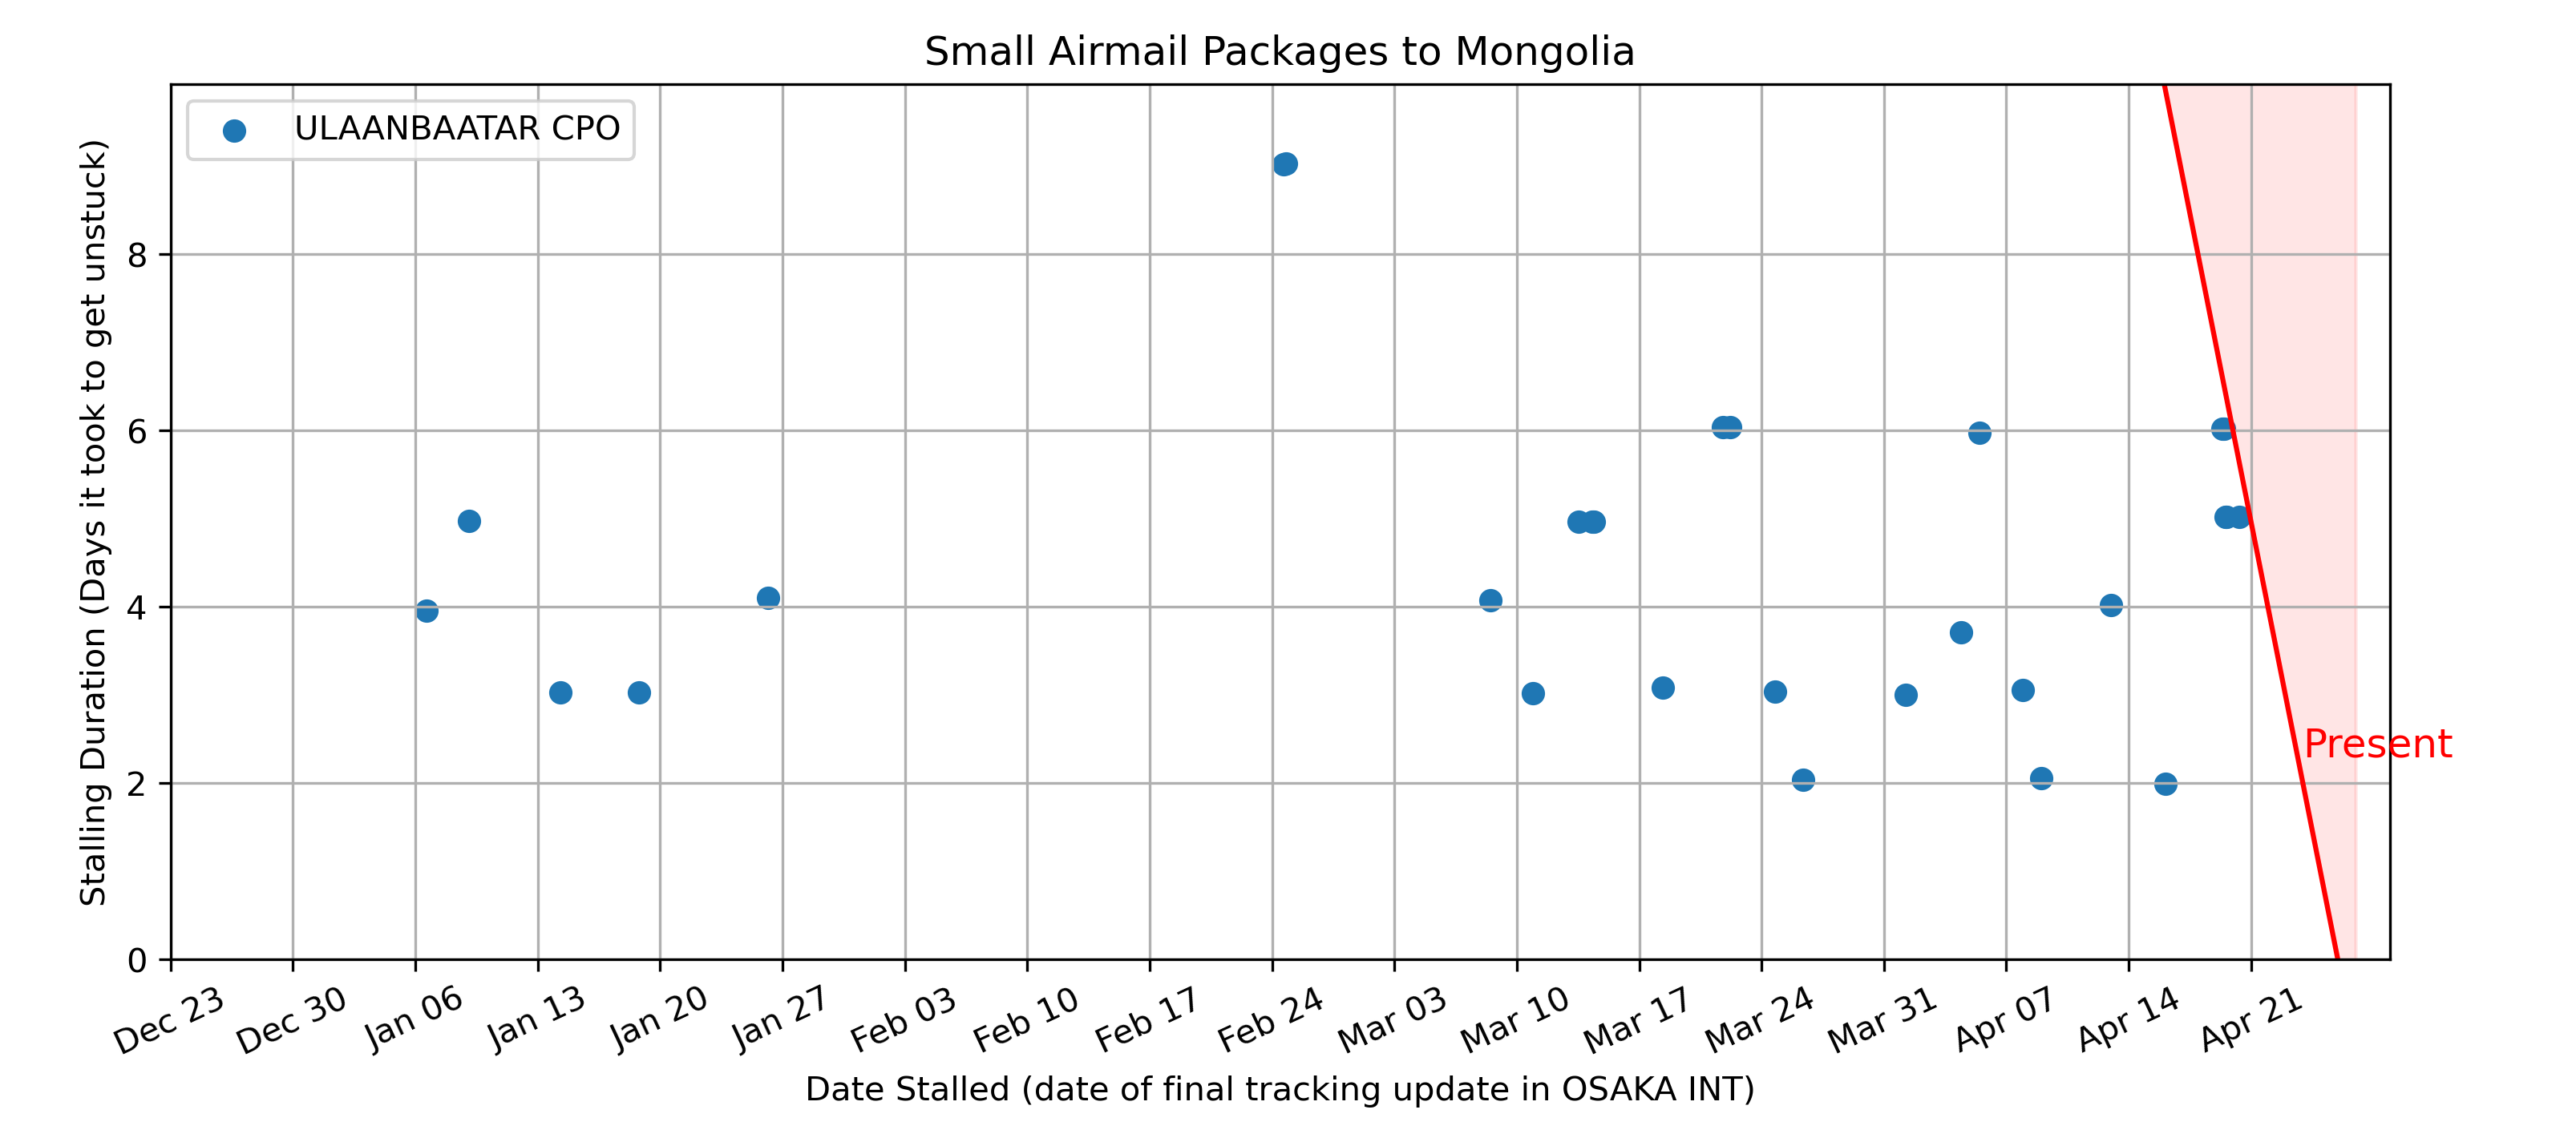 Small Airmail Packages to Mongolia
ULAANBAATAR CPO
Stalling Duration (Days it took to get unstuck)
8
6
4
2
0
Present
Dec 23
Dec 30
Jan 06
Jan 13
Jan 20
Jan 27
Feb 03
Feb 10
Feb 17
Feb 24
Mar 03
Mar 10
Mar 17
Mar 24
Mar 31
Apr 07
Apr 14
Apr 21
Date Stalled (date of final tracking update in OSAKA INT)